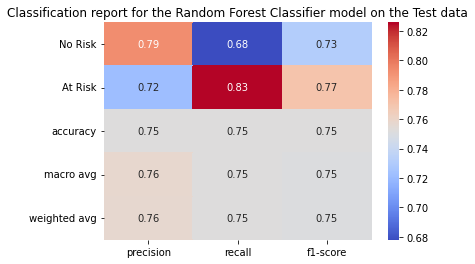 Classification report for the Random Forest Classifier model on the Test data
No Risk 0.79 0.68 0.73
At Risk 0.72 0.83 0.77
accuracy 0.75 0.75 0.75
macro avg 0.76 0.75 0.75
weighted avg 0.76 0.75 0.75
precision recall f1-score
0.82
0.80
0.78
0.76
0.74
0.72
0.70
0.68